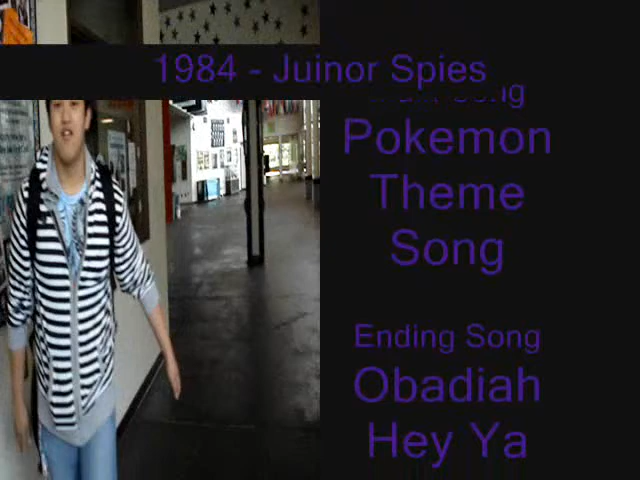 1984 - Juinor Spies
Pokemon
Theme
Song
Ending Song
Obadiah
Hey Ya